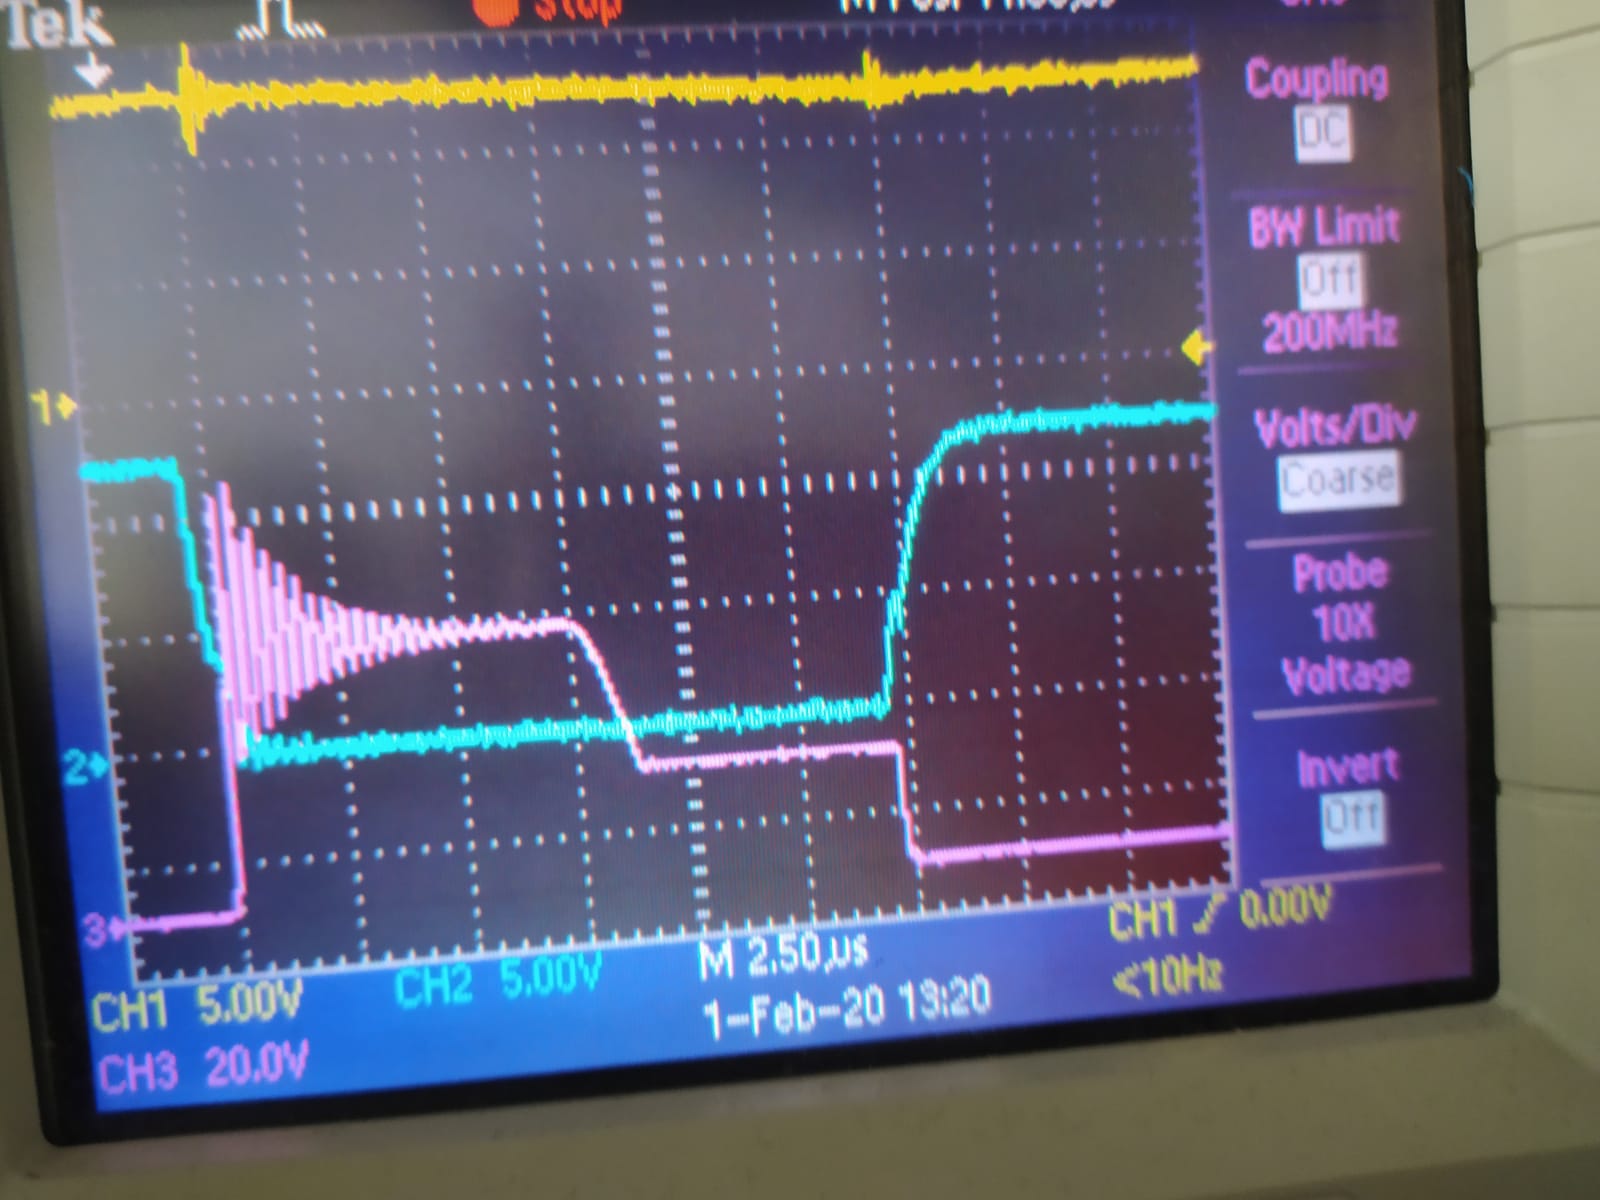 Tek
Stop
Coupling
DC
BW Limit
Off
200MHz
1
Volts/Div
Coarse
Probe
10X
Voltage
2
Invert
Off
3
CH1 5.00V
CH2 5.00V
M 2.50µs
CH1 0.00V
CH3 20.0V
1-Feb-20 13:20
<10Hz